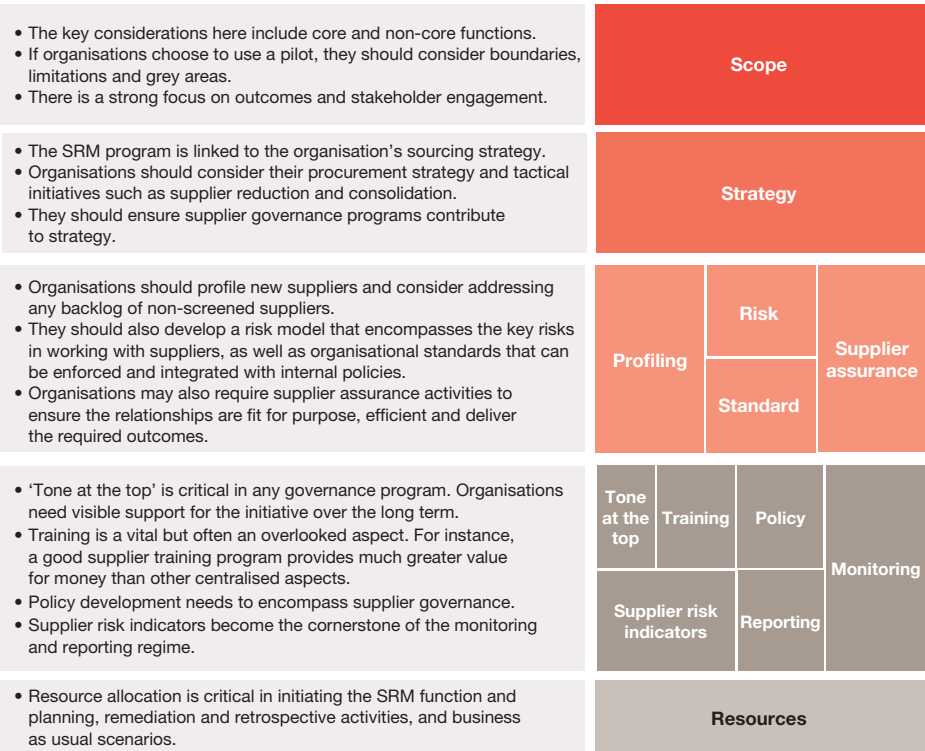 • The key considerations here include core and non-core functions.
• If organisations choose to use a pilot, they should consider boundaries,
limitations and grey areas.
• There is a strong focus on outcomes and stakeholder engagement.
Scope
• The SRM program is linked to the organisation’s sourcing strategy.
• Organisations should consider their procurement strategy and tactical
initiatives such as supplier reduction and consolidation.
• They should ensure supplier governance programs contribute
to strategy.
Strategy
• Organisations should profile new suppliers and consider addressing
any backlog of non-screened suppliers.
• They should also develop a risk model that encompasses the key risks
in working with suppliers, as well as organisational standards that can
be enforced and integrated with internal policies.
• Organisations may also require supplier assurance activities to
ensure the relationships are fit for purpose, efficient and deliver
the required outcomes.
Profiling
Risk
Standard
Supplier
assurance
• ‘Tone at the top’ is critical in any governance program. Organisations
need visible support for the initiative over the long term.
• Training is a vital but often an overlooked aspect. For instance,
a good supplier training program provides much greater value
for money than other centralised aspects.
• Policy development needs to encompass supplier governance.
• Supplier risk indicators become the cornerstone of the monitoring
and reporting regime.
Tone
at the
top
Training
Policy
Supplier risk
indicators
Reporting
Monitoring
• Resource allocation is critical in initiating the SRM function and
planning, remediation and retrospective activities, and business
as usual scenarios.
Resources